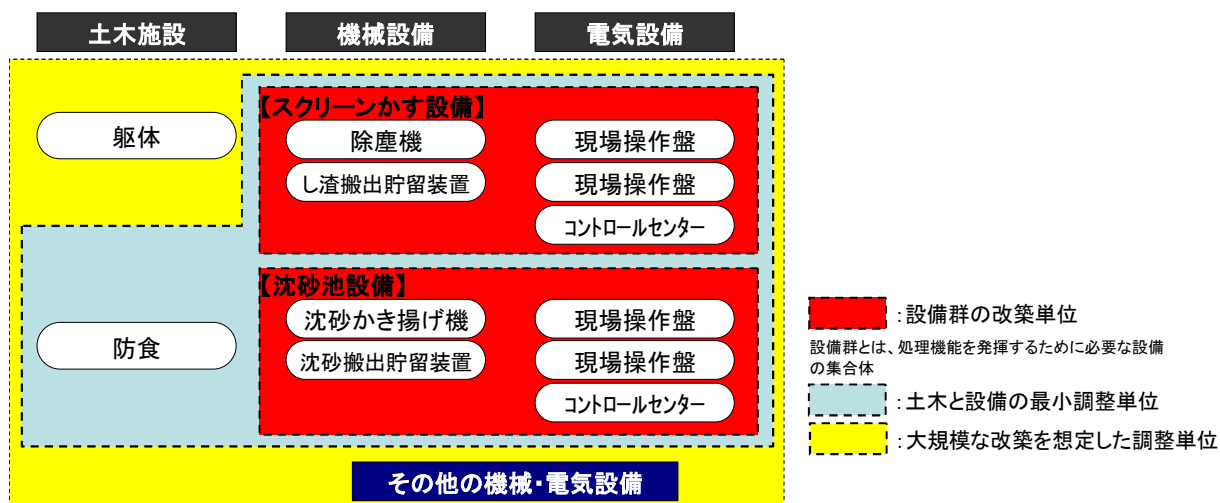 土木施設
機械設備
電気設備
躯体
防食
【スクリーンかす設備】
除塵機
現場操作盤
し渣搬出貯留装置
現場操作盤
コントロールセンター
【沈砂池設備】
沈砂かき揚げ機
現場操作盤
沈砂搬出貯留装置
現場操作盤
コントロールセンター
その他の機械・電気設備
：設備群の改築単位
設備群とは、処理機能を発揮するために必要な設備
の集合体
：土木と設備の最小調整単位
：大規模な改築を想定した調整単位